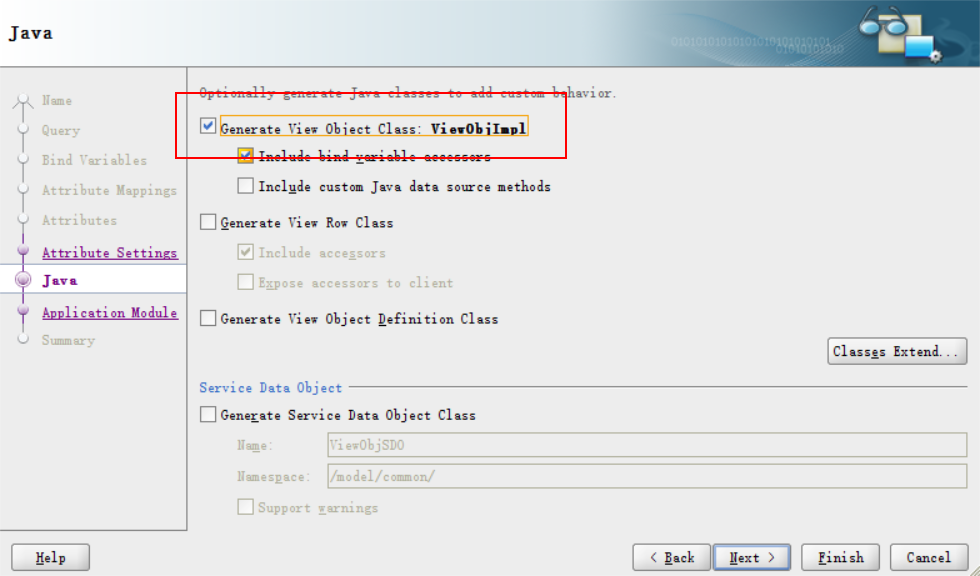 Java
Name
Query
Bind Variables
Attribute Mappings
Attributes
Attribute Settings
Java
Application Module
Summary
Optionally generate Java classes to add custom behavior.
Generate View Object Class: ViewObjImpl
Include bind variable accessors
Include custom Java data source methods
Generate View Row Class
Include accessors
Expose accessors to client
Generate View Object Definition Class
Classes Extend...
Service Data Object
Generate Service Data Object Class
Name: ViewObjSDO
Namespace: /model/common/
Support warnings
Help
< Back
Next >
Finish
Cancel